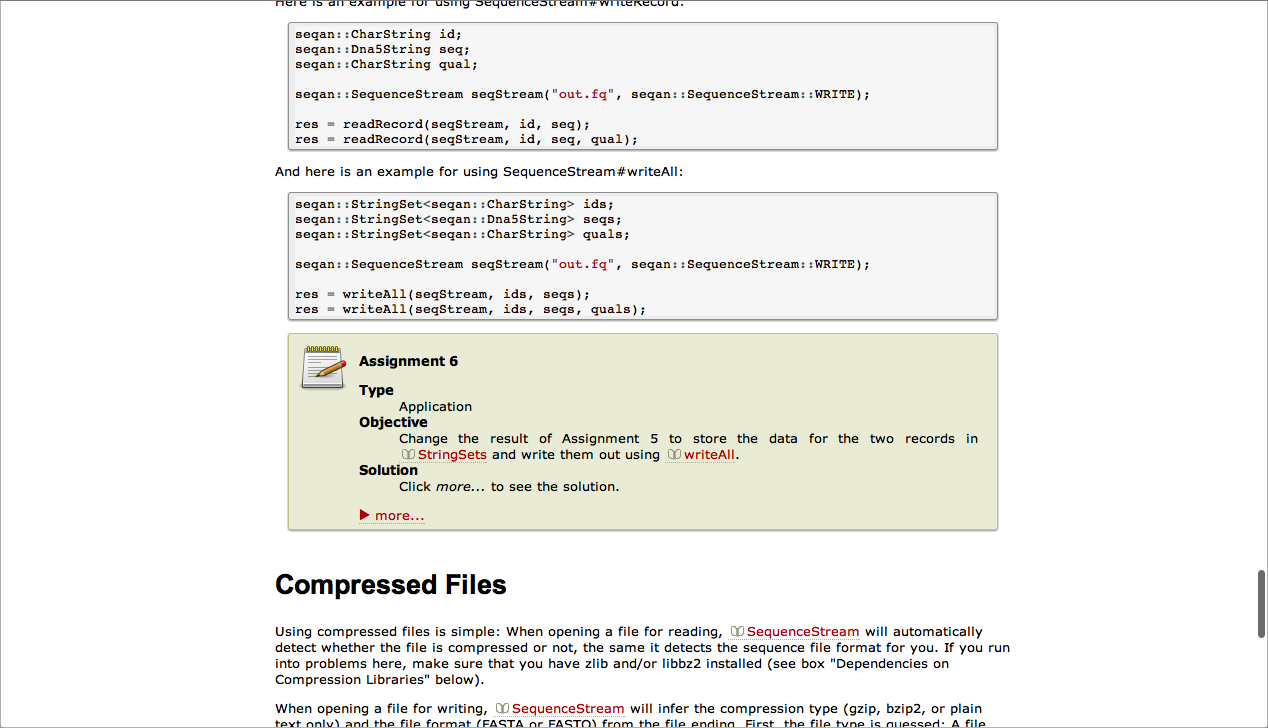 Here is an example for using SequenceStream#writeRecord:
seqan::CharString id;
seqan::Dna5String seq;
seqan::CharString qual;
seqan::SequenceStream seqStream("out.fq", seqan::SequenceStream::WRITE);
res = readRecord(seqStream, id, seq);
res = readRecord(seqStream, id, seq, qual);
And here is an example for using SequenceStream#writeAll:
seqan::StringSet<seqan::CharString> ids;
seqan::StringSet<seqan::Dna5String> seqs;
seqan::StringSet<seqan::CharString> quals;
seqan::SequenceStream seqStream("out.fq", seqan::SequenceStream::WRITE);
res = writeAll(seqStream, ids, seqs);
res = writeAll(seqStream, ids, seqs, quals);
Assignment 6
Type
Application
Objective
Change the result of Assignment 5 to store the data for the two records in
StringSets and write them out using writeAll.
Solution
Click more... to see the solution.
more...
Compressed Files
Using compressed files is simple: When opening a file for reading, SequenceStream will automatically
detect whether the file is compressed or not, the same it detects the sequence file format for you. If you run
into problems here, make sure that you have zlib and/or libbz2 installed (see box "Dependencies on
Compression Libraries" below).
When opening a file for writing, SequenceStream will infer the compression type (gzip, bzip2, or plain
text only) and the file format (FASTA or FASTQ) from the file ending. First, the file type is guessed: A file